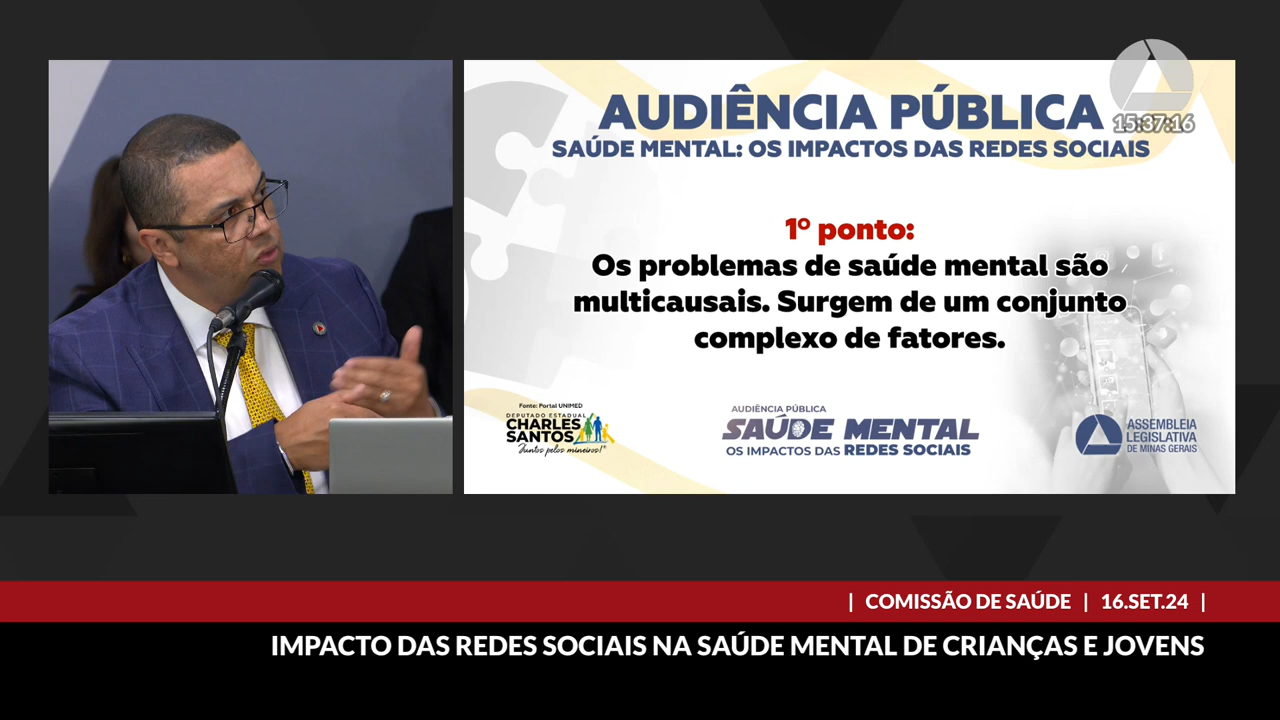 AUDIÊNCIA PÚBLICA
15:37:16
SAÚDE MENTAL: OS IMPACTOS DAS REDES SOCIAIS
1º ponto:
Os problemas de saúde mental são
multicausais. Surgem de um conjunto
complexo de fatores.
Fonte: Portal UNIMED
DEPUTADO ESTADUAL
CHARLES
SANTOS
Juntos pelos mineiros!
AUDIÊNCIA PÚBLICA
SAÚDE MENTAL
OS IMPACTOS DAS REDES SOCIAIS
ASSEMBLEIA
LEGISLATIVA
DE MINAS GERAIS
| COMISSÃO DE SAÚDE | 16.SET.24 |
IMPACTO DAS REDES SOCIAIS NA SAÚDE MENTAL DE CRIANÇAS E JOVENS